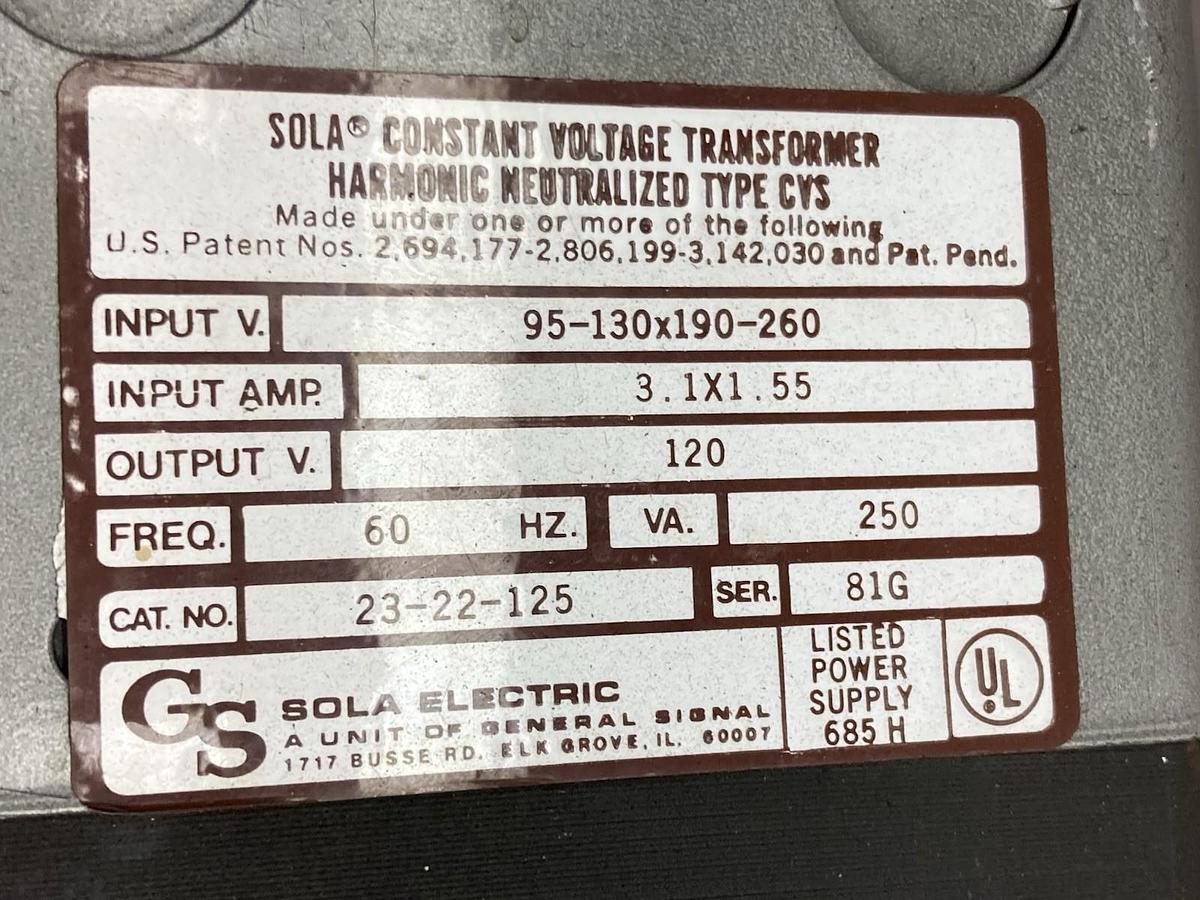 SOLA® CONSTANT VOLTAGE TRANSFORMER
HARMONIC NEUTRALIZED TYPE CVS
Made under one or more of the following
U.S. Patent Nos. 2,694,177-2,806,199-3,142,030 and Pat. Pend.
INPUT V. 95-130x190-260
INPUT AMP. 3.1X1.55
OUTPUT V. 120
FREQ. 60 HZ. VA. 250
CAT. NO. 23-22-125 SER. 81G
GS
SOLA ELECTRIC
A UNIT OF GENERAL SIGNAL
1717 BUSSE RD. ELK GROVE, IL. 60007
LISTED
POWER
SUPPLY
685 H
UL®